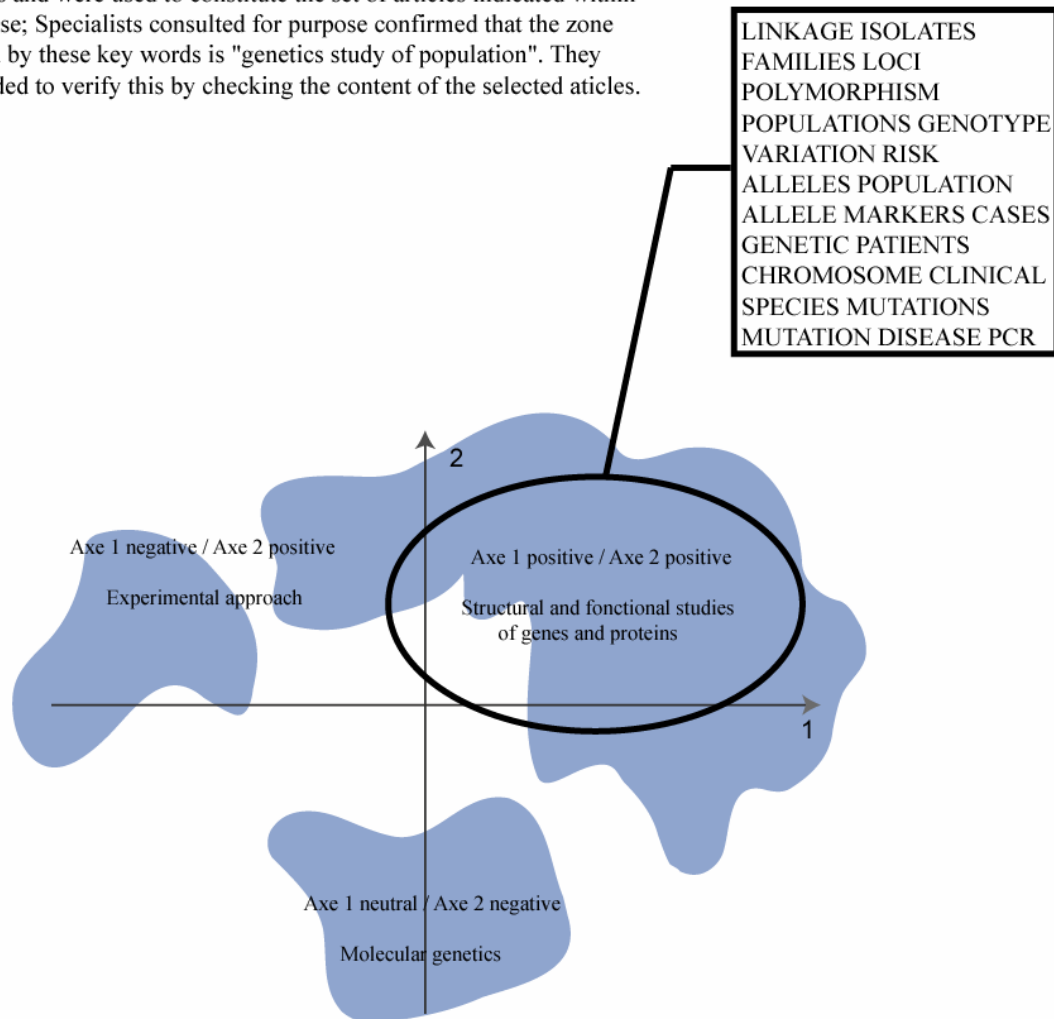 se; Specialists consulted for purpose confirmed that the zone
by these key words is "genetics study of population". They
ded to verify this by checking the content of the selected aticles.
LINKAGE ISOLATES
FAMILIES LOCI
POLYMORPHISM
POPULATIONS GENOTYPE
VARIATION RISK
ALLELES POPULATION
ALLELE MARKERS CASES
GENETIC PATIENTS
CHROMOSOME CLINICAL
SPECIES MUTATIONS
MUTATION DISEASE PCR
2
Axe 1 negative / Axe 2 positive
Experimental approach
Axe 1 positive / Axe 2 positive
Structural and fonctional studies
of genes and proteins
1
Axe 1 neutral / Axe 2 negative
Molecular genetics